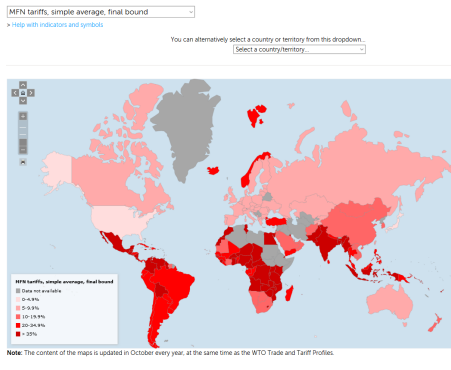 MFN tariffs, simple average, final bound
> Help with indicators and symbols
You can alternatively select a country or territory from this dropdown...
Select a country/territory...
MFN tariffs, simple average, final bound
Data not available
0-4.9%
5-9.9%
10-19.9%
20-34.9%
> 35%
Note: The content of the maps is updated in October every year, at the same time as the WTO Trade and Tariff Profiles.